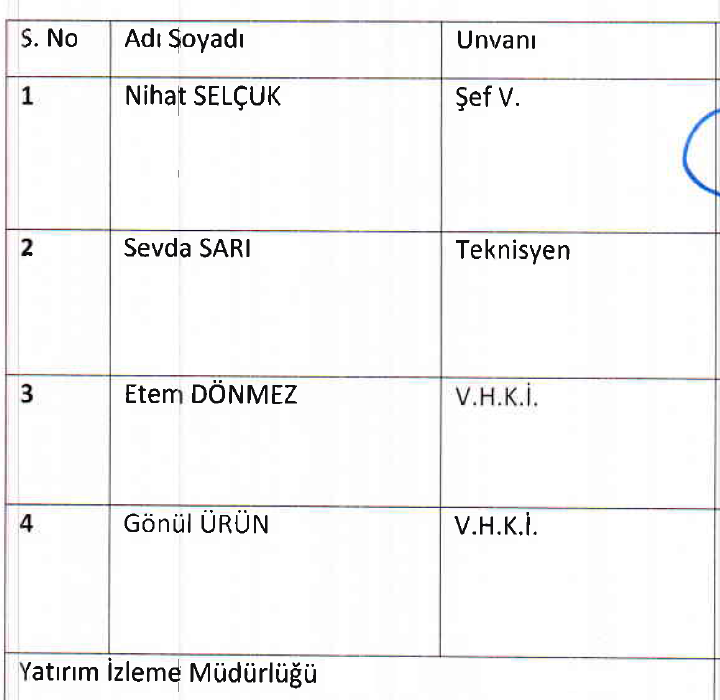 S. No Adı Soyadı Unvanı
1 Nihat SELÇUK Şef V.
2 Sevda SARI Teknisyen
3 Etem DÖNMEZ V.H.K.İ.
4 Gönül ÜRÜN V.H.K.İ.
Yatırım İzleme Müdürlüğü